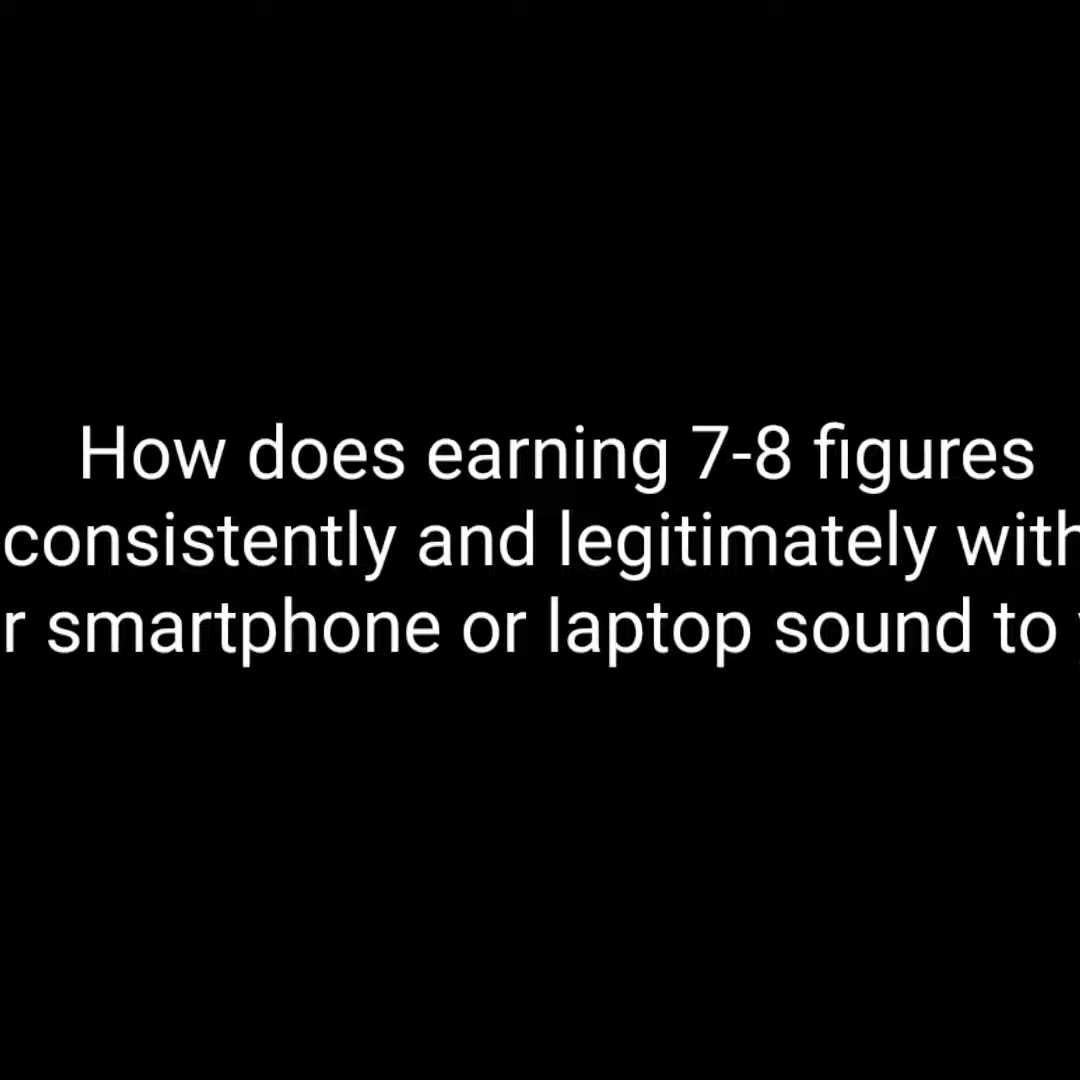 How does earning 7-8 figures
consistently and legitimately with
r smartphone or laptop sound to